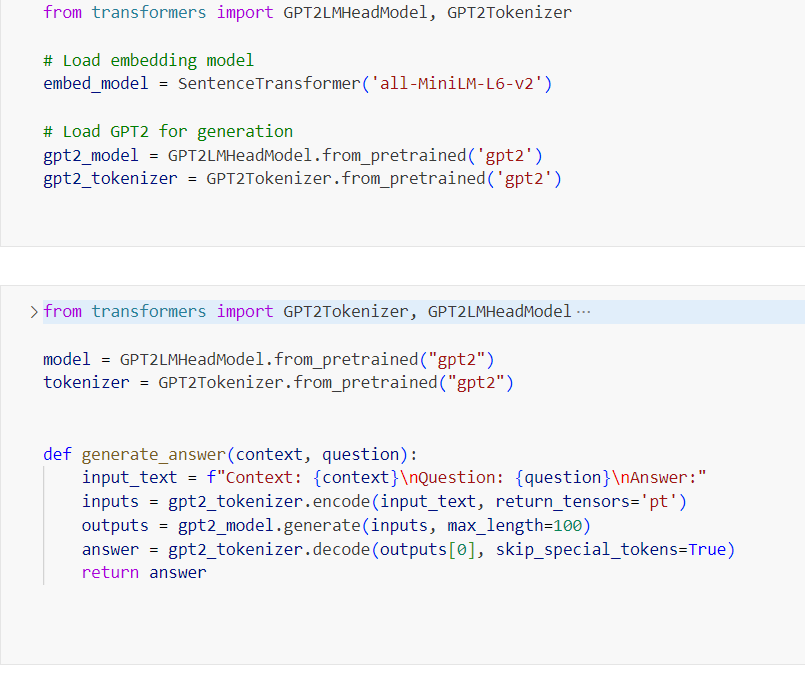 from transformers import GPT2LMHeadModel, GPT2Tokenizer
# Load embedding model
embed_model = SentenceTransformer('all-MiniLM-L6-v2')
# Load GPT2 for generation
gpt2_model = GPT2LMHeadModel.from_pretrained('gpt2')
gpt2_tokenizer = GPT2Tokenizer.from_pretrained('gpt2')
from transformers import GPT2Tokenizer, GPT2LMHeadModel ···
model = GPT2LMHeadModel.from_pretrained("gpt2")
tokenizer = GPT2Tokenizer.from_pretrained("gpt2")
def generate_answer(context, question):
    input_text = f"Context: {context}\nQuestion: {question}\nAnswer:"
    inputs = gpt2_tokenizer.encode(input_text, return_tensors='pt')
    outputs = gpt2_model.generate(inputs, max_length=100)
    answer = gpt2_tokenizer.decode(outputs[0], skip_special_tokens=True)
    return answer